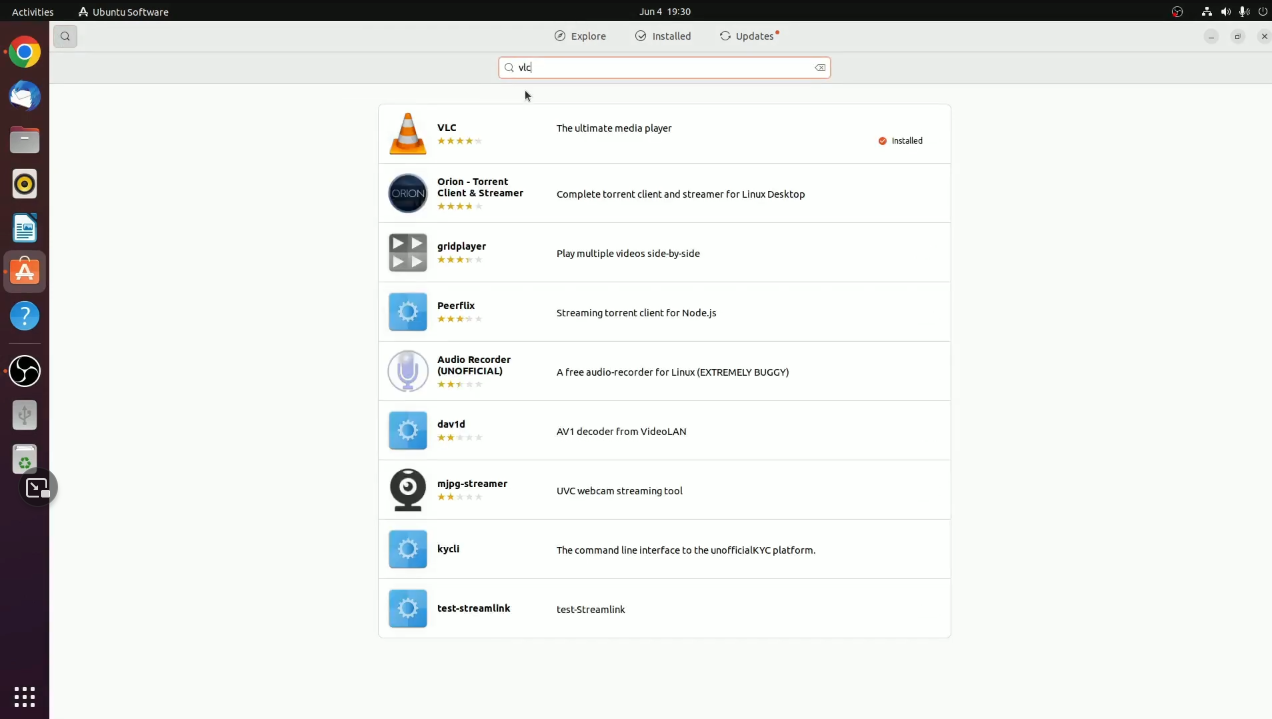 Activities
Ubuntu Software
Jun 4 19:30
Explore
Installed
Updates
vlc
VLC
The ultimate media player
Installed
Orion - Torrent
Client & Streamer
Complete torrent client and streamer for Linux Desktop
ORION
gridplayer
Play multiple videos side-by-side
Peerflix
Streaming torrent client for Node.js
Audio Recorder
(UNOFFICIAL)
A free audio-recorder for Linux (EXTREMELY BUGGY)
dav1d
AV1 decoder from VideoLAN
mjpg-streamer
UVC webcam streaming tool
kycli
The command line interface to the unofficialKYC platform.
test-streamlink
test-Streamlink